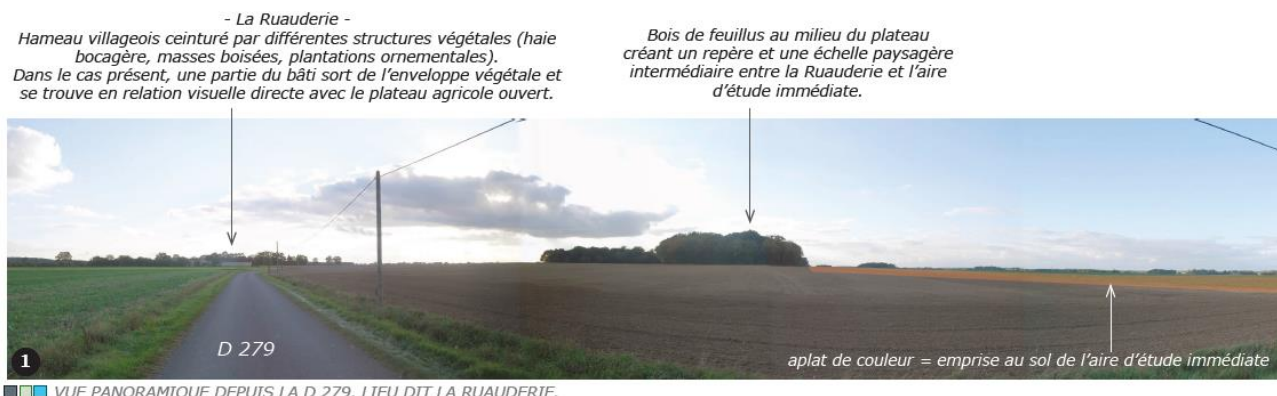 - La Ruauderie -
Hameau villageois ceinturé par différentes structures végétales (haie
bocagère, masses boisées, plantations ornementales).
Dans le cas présent, une partie du bâti sort de l'enveloppe végétale et
se trouve en relation visuelle directe avec le plateau agricole ouvert.
Bois de feuillus au milieu du plateau
créant un repère et une échelle paysagère
intermédiaire entre la Ruauderie et l'aire
d'étude immédiate.
D 279
1
aplat de couleur = emprise au sol de l'aire d'étude immédiate
VUE PANORAMIQUE DEPUIS LA D 279, LIEU DIT LA RUAUDERIE.